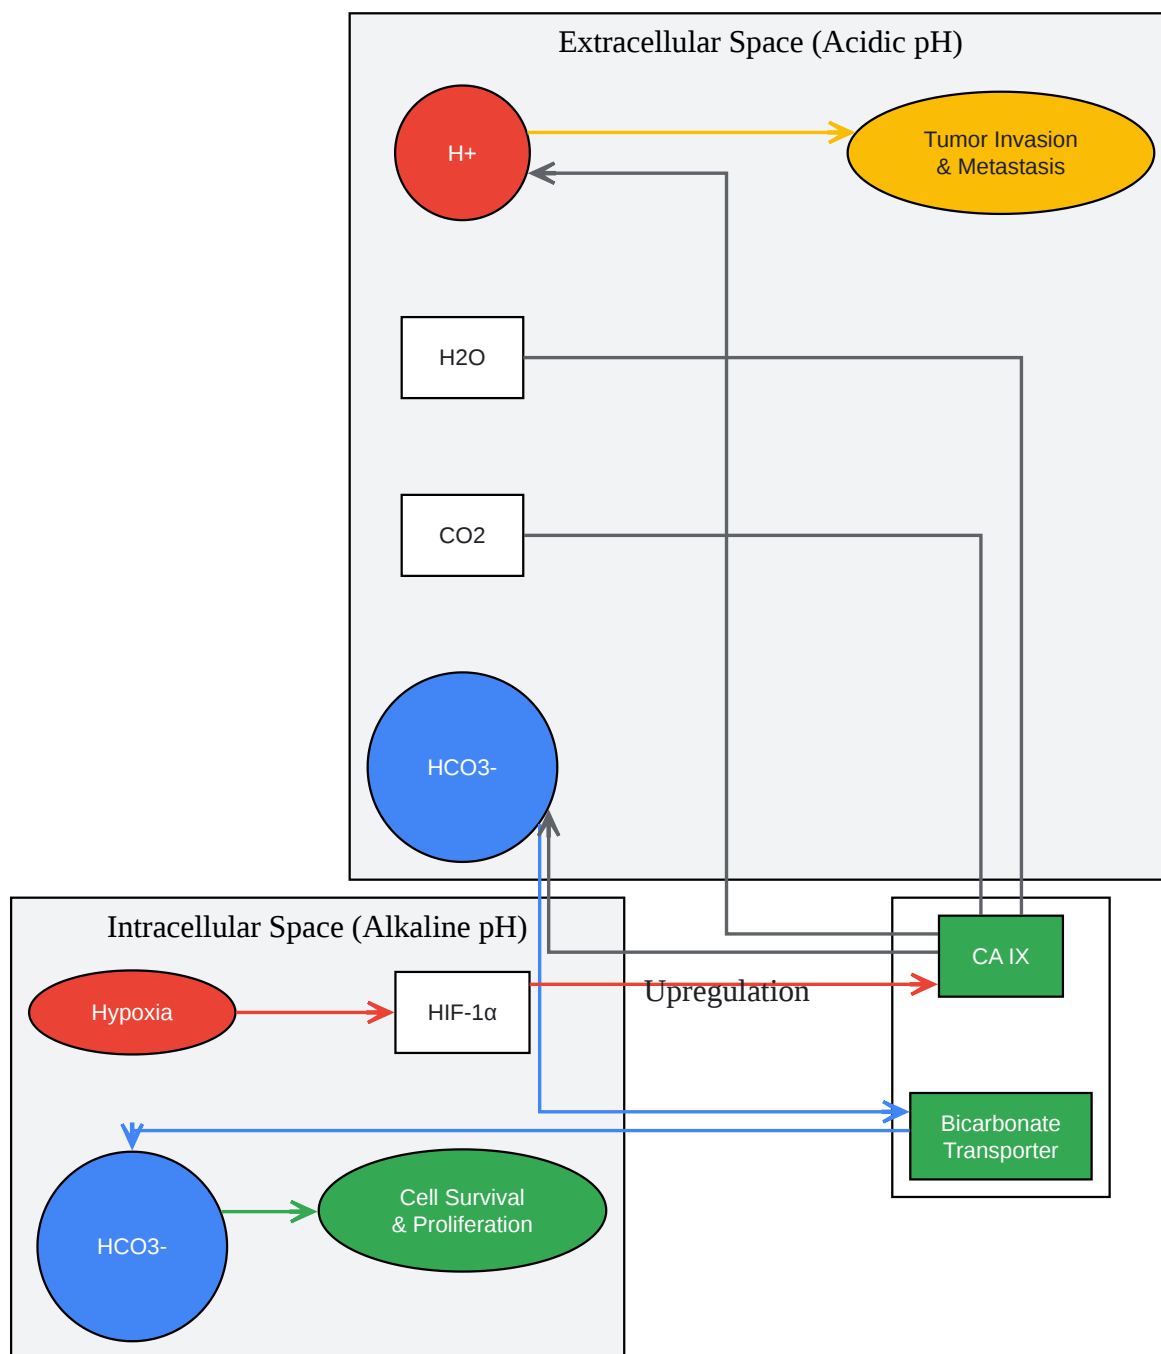 Extracellular Space (Acidic pH)
H+
Tumor Invasion
& Metastasis
H2O
CO2
HCO3-
Intracellular Space (Alkaline pH)
CA IX
Upregulation
Hypoxia
HIF-1α
Bicarbonate
Transporter
Cell Survival
& Proliferation
HCO3-